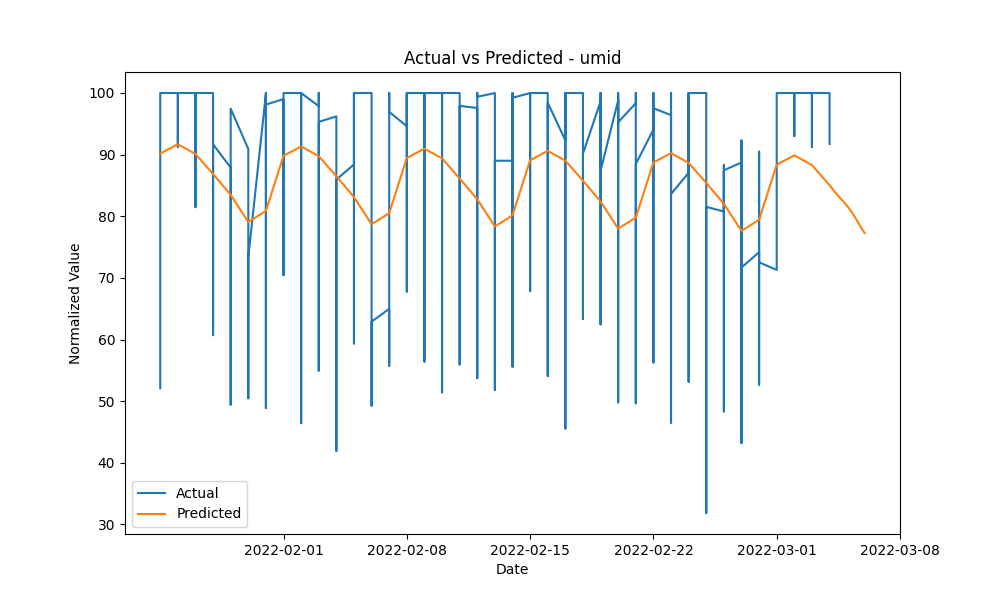 Actual vs Predicted - umid
Normalized Value
100
90
80
70
60
50
40
30
Actual
Predicted
2022-02-01 2022-02-08 2022-02-15 2022-02-22 2022-03-01 2022-03-08
Date